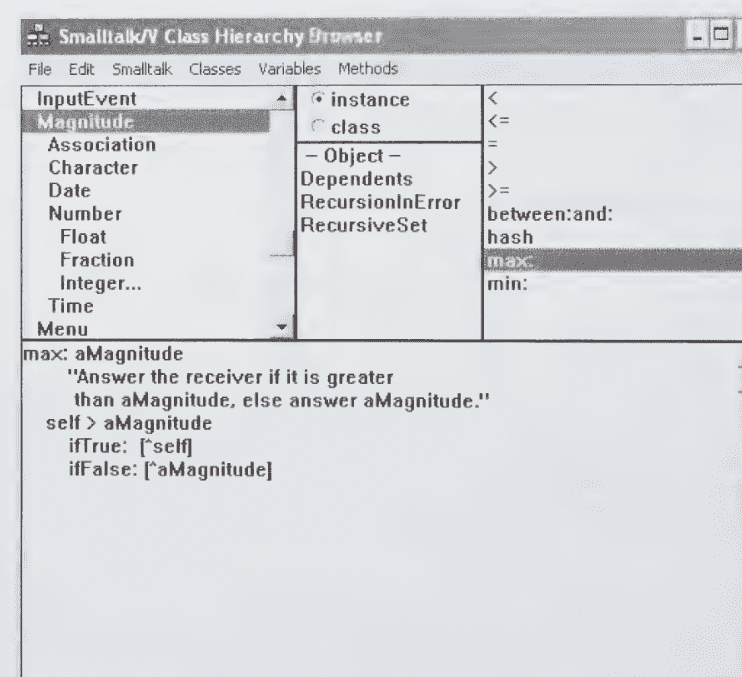 Smalltalk/V Class Hierarchy Browser
File Edit Smalltalk Classes Variables Methods
InputEvent
Magnitude
Association
Character
Date
Number
Float
Fraction
Integer...
Time
Menu
instance
class
– Object –
Dependents
RecursionInError
RecursiveSet
<
<=
=
>
>=
between:and:
hash
max:
min:
max: aMagnitude
"Answer the receiver if it is greater
than aMagnitude, else answer aMagnitude."
self > aMagnitude
ifTrue: [^self]
ifFalse: [^aMagnitude]